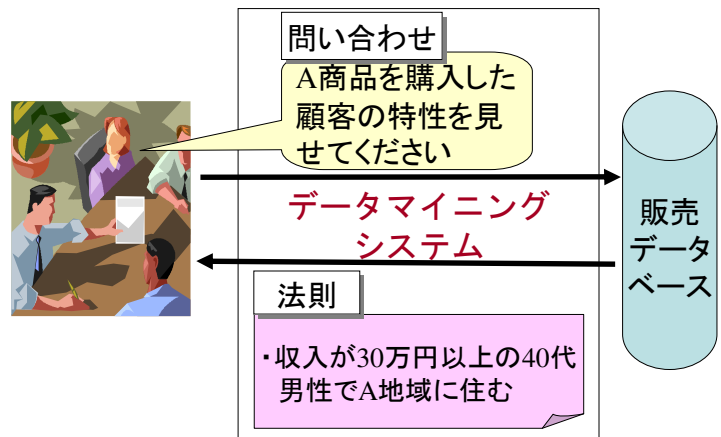 問い合わせ
A商品を購入した
顧客の特性を見
せてください
データマイニング
システム
販売
データ
ベース
法則
・収入が30万円以上の40代
男性でA地域に住む